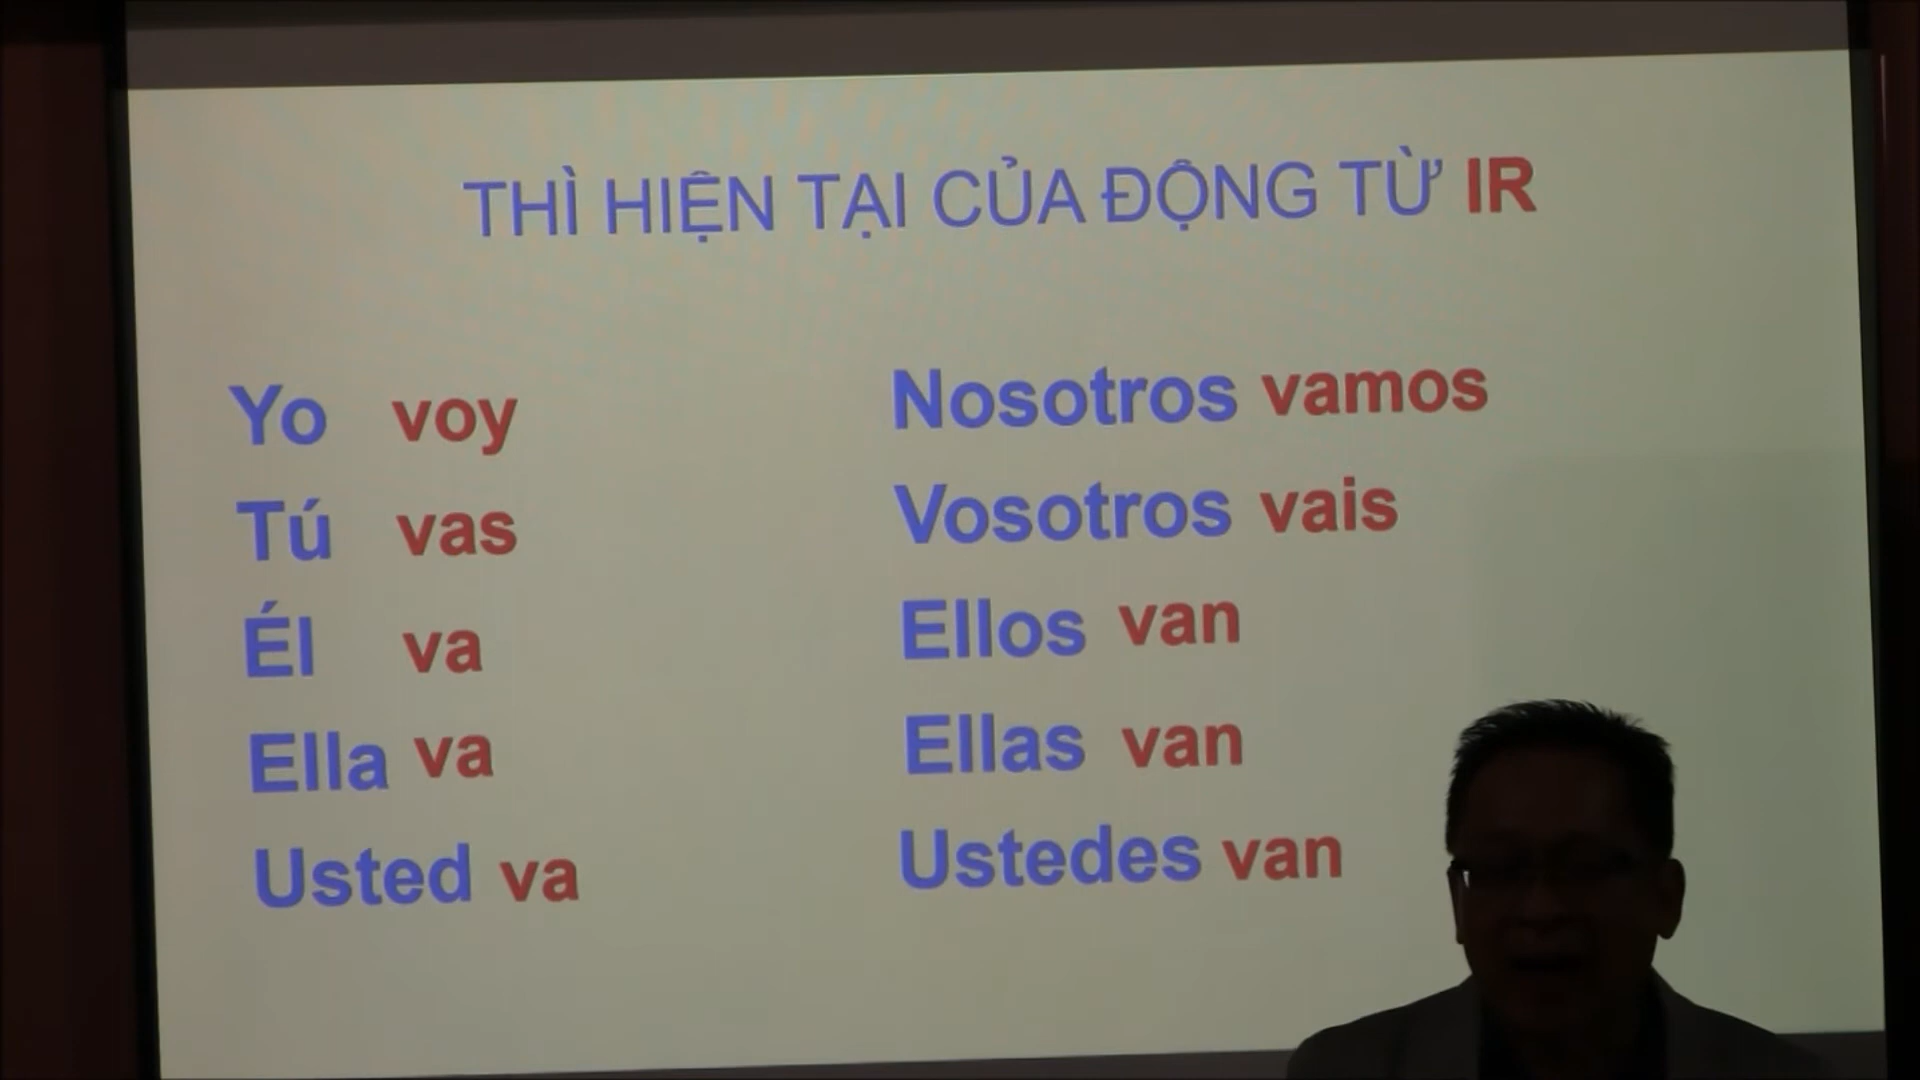 THÌ HIỆN TẠI CỦA ĐỘNG TỪ IR
Yo voy
Tú vas
Él va
Ella va
Usted va
Nosotros vamos
Vosotros vais
Ellos van
Ellas van
Ustedes van